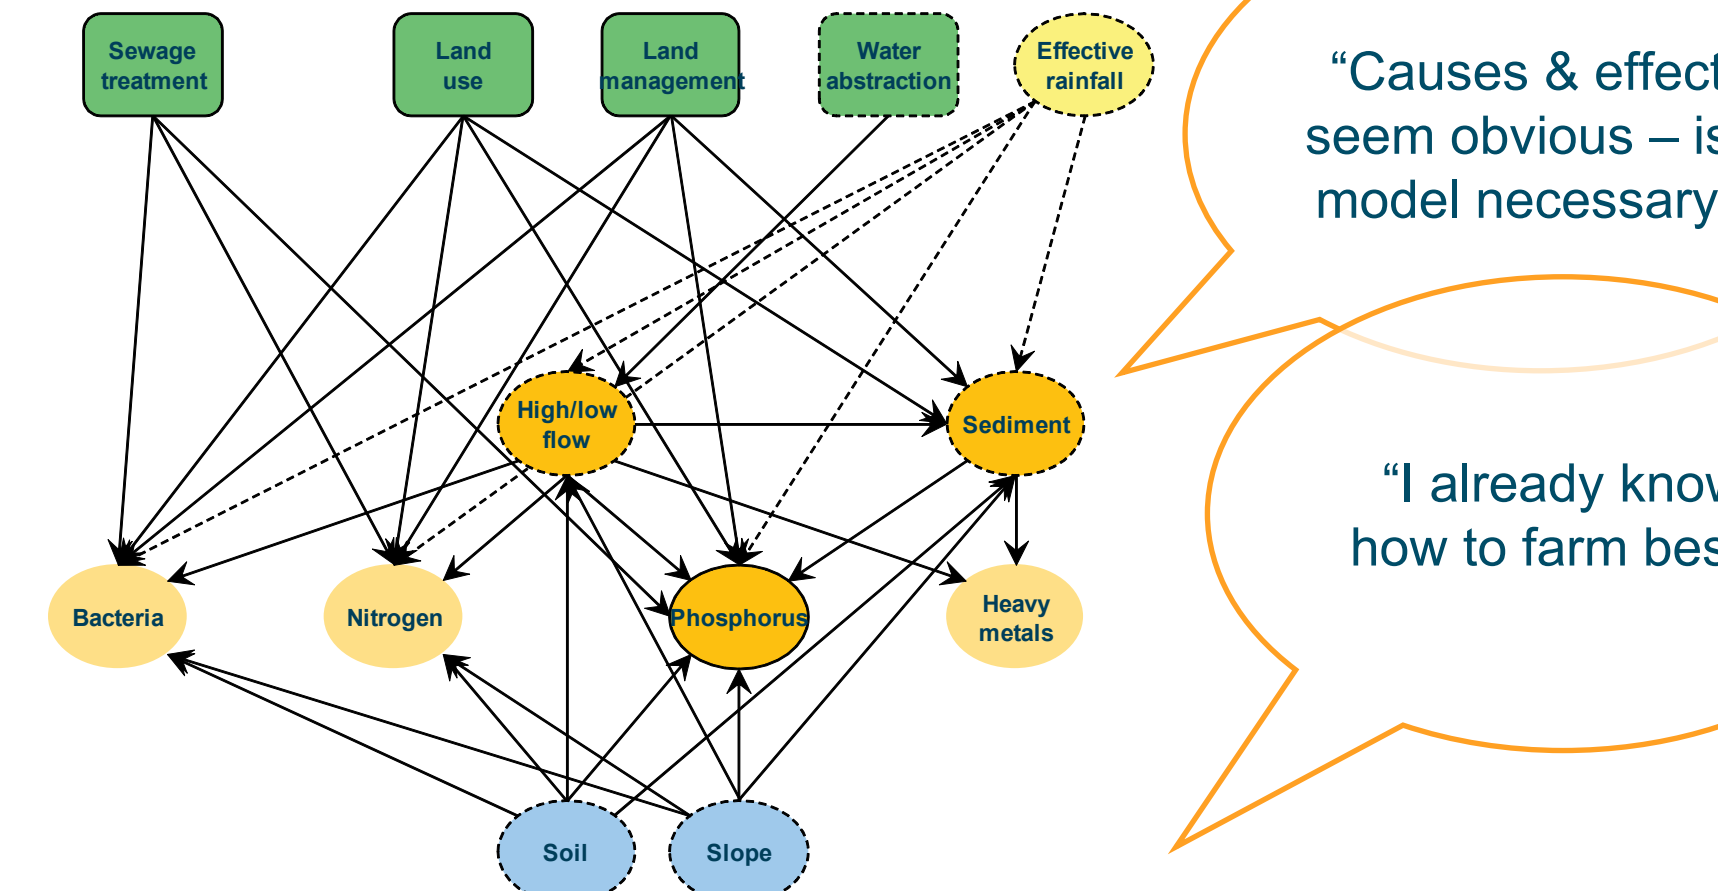 Sewage
treatment
Land
use
Land
management
Water
abstraction
Effective
rainfall
“Causes & effect
seem obvious – is
model necessary
High/low
flow
Sediment
“I already know
how to farm bes
Bacteria
Nitrogen
Phosphorus
Heavy
metals
Soil
Slope